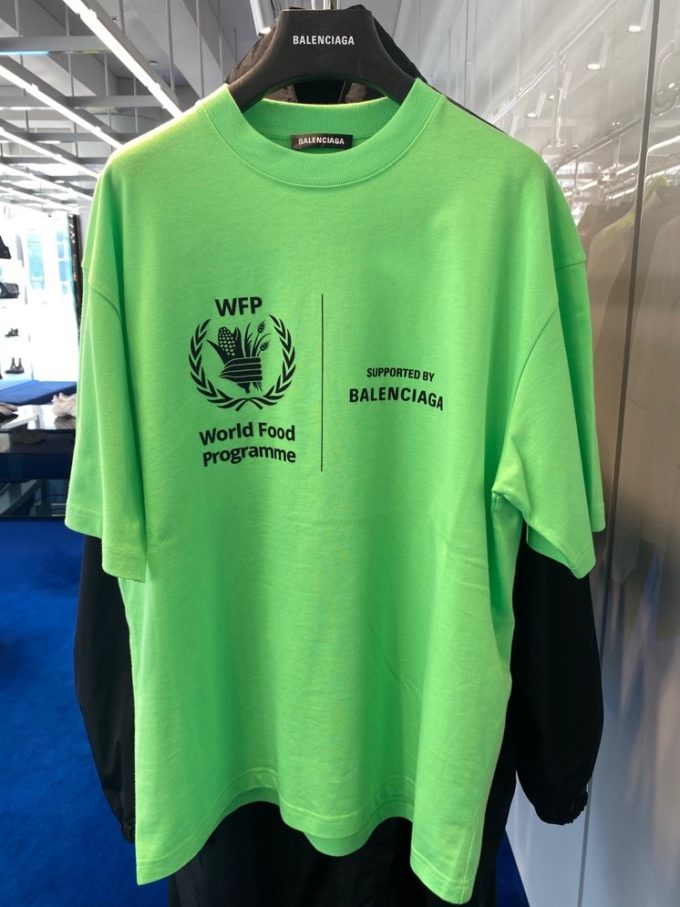 BALENCIAGA
BALENCIAGA
WFP
World Food
Programme
SUPPORTED BY
BALENCIAGA